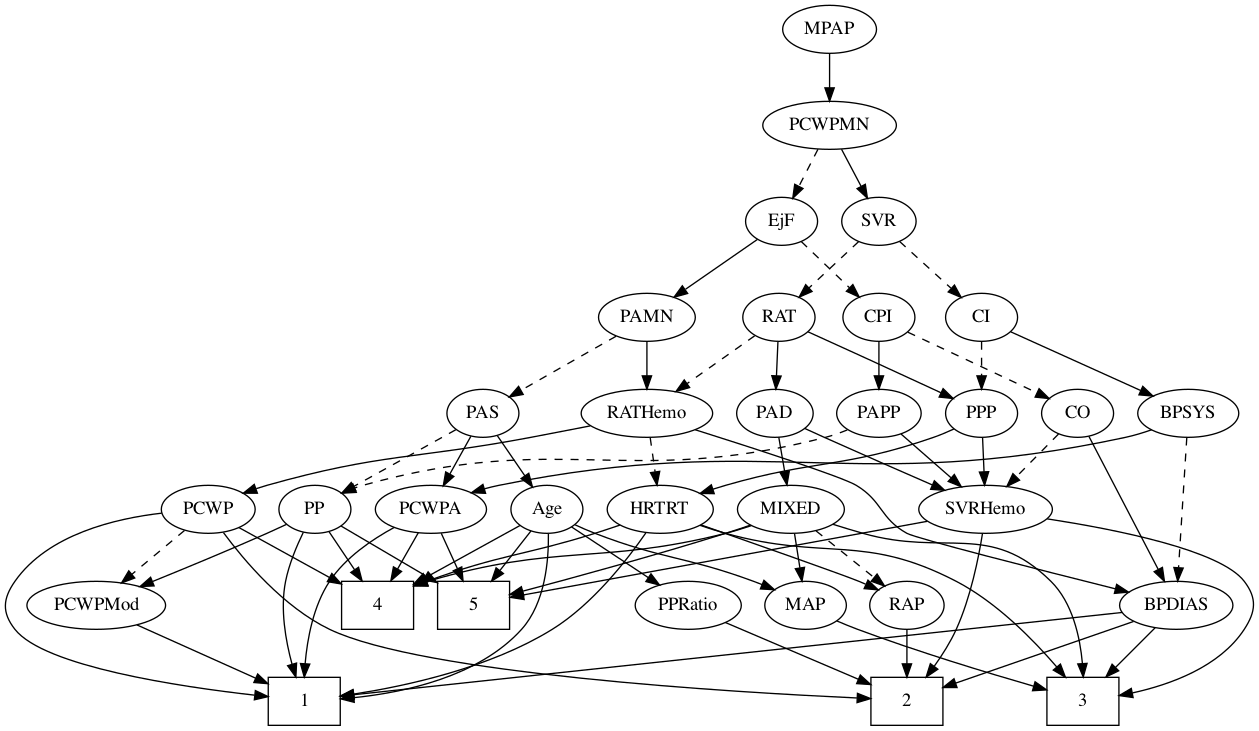 MPAP
PCWPMN
EjF
SVR
PAMN
RAT
CPI
CI
PAS
RATHemo
PAD
PAPP
PPP
CO
BPSYS
PCWP
PP
PCWPA
Age
HRTRT
MIXED
SVRHemo
PCWPMod
4
5
PPRatio
MAP
RAP
BPDIAS
1
2
3